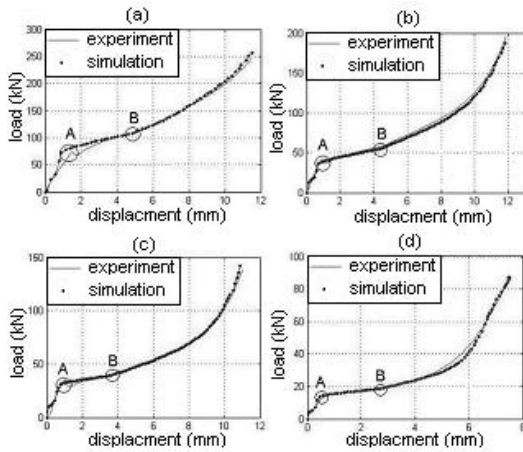 (a)
300
250
200
150
100
50
0
load (kN)
experiment
simulation
A
B
0 2 4 6 8 10 12
displacment (mm)
(b)
200
150
100
50
0
load (kN)
experiment
simulation
A
B
0 2 4 6 8 10 12
displacment (mm)
(c)
150
100
50
0
load (kN)
experiment
simulation
A
B
0 2 4 6 8 10 12
displacment (mm)
(d)
100
80
60
40
20
0
load (kN)
experiment
simulation
A
B
0 2 4 6 8
displacment (mm)